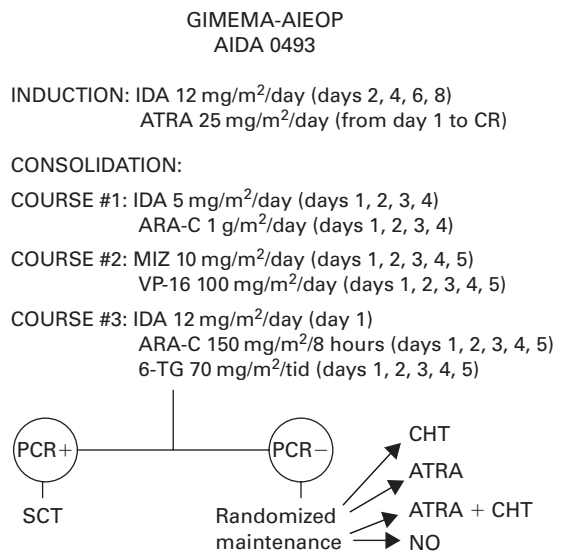 GIMEMA-AIEOP
AIDA 0493
INDUCTION: IDA 12 mg/m²/day (days 2, 4, 6, 8)
ATRA 25 mg/m²/day (from day 1 to CR)
CONSOLIDATION:
COURSE #1: IDA 5 mg/m²/day (days 1, 2, 3, 4)
ARA-C 1 g/m²/day (days 1, 2, 3, 4)
COURSE #2: MIZ 10 mg/m²/day (days 1, 2, 3, 4, 5)
VP-16 100 mg/m²/day (days 1, 2, 3, 4, 5)
COURSE #3: IDA 12 mg/m²/day (day 1)
ARA-C 150 mg/m²/8 hours (days 1, 2, 3, 4, 5)
6-TG 70 mg/m²/tid (days 1, 2, 3, 4, 5)
PCR+
PCR−
SCT
Randomized
maintenance
CHT
ATRA
ATRA + CHT
NO